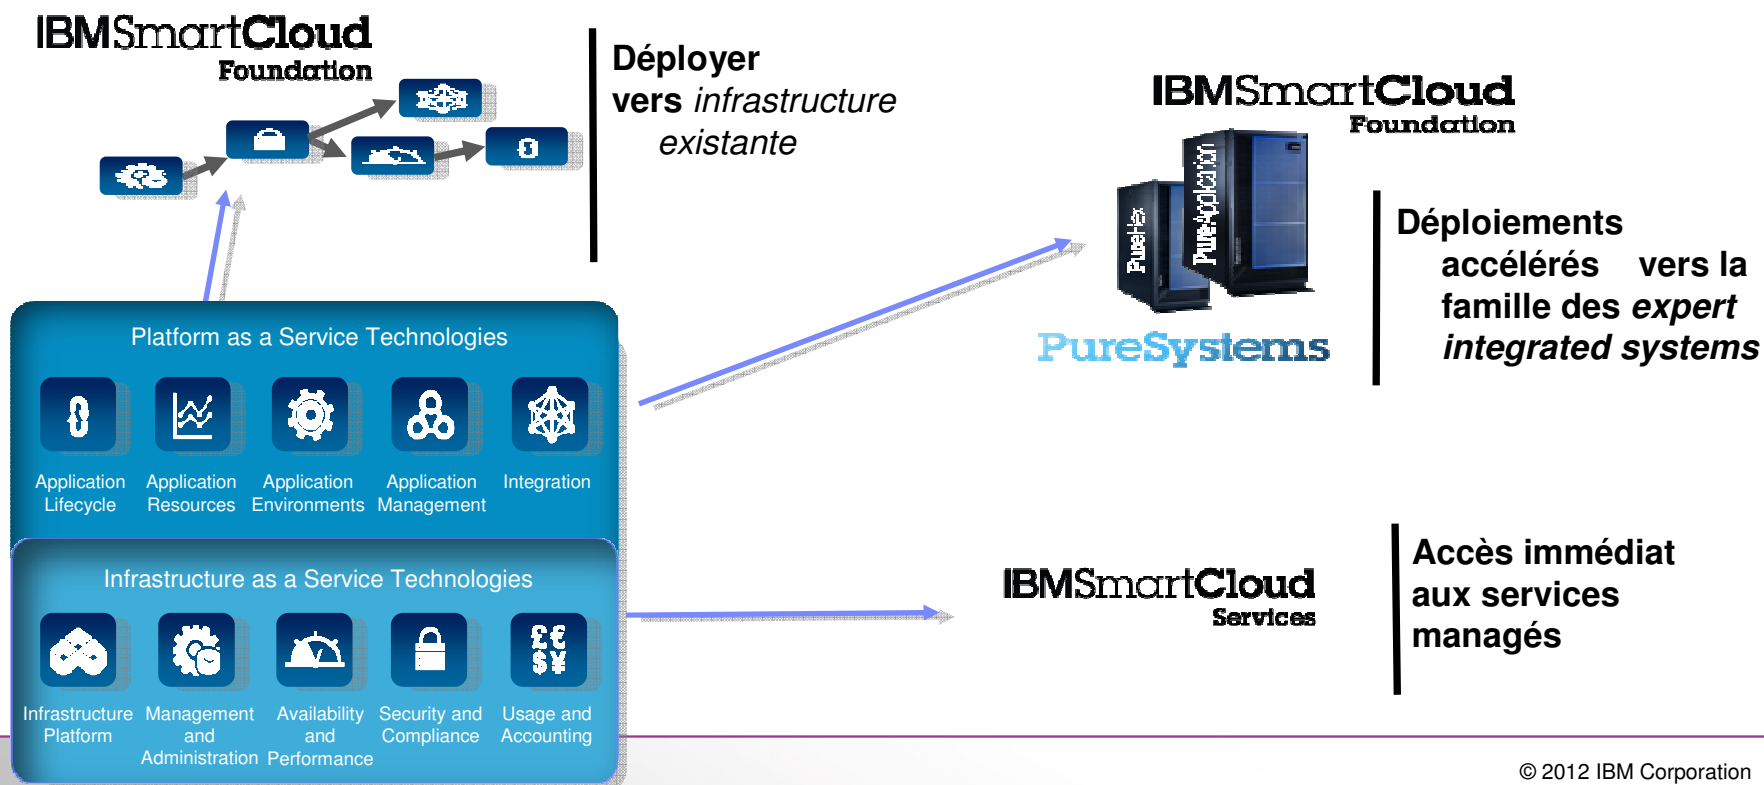 IBMSmartCloud
Foundation
Déployer
vers infrastructure
existante
IBMSmartCloud
Foundation
PureFlex
PureApplication
PureSystems
Déploiements
accélérés vers la
famille des expert
integrated systems
Platform as a Service Technologies
Application
Lifecycle
Application
Resources
Application
Environments
Application
Management
Integration
Infrastructure as a Service Technologies
£€
$¥
Infrastructure
Platform
Management
and
Administration
Availability
and
Performance
Security and
Compliance
Usage and
Accounting
IBMSmartCloud
Services
Accès immédiat
aux services
managés
© 2012 IBM Corporation